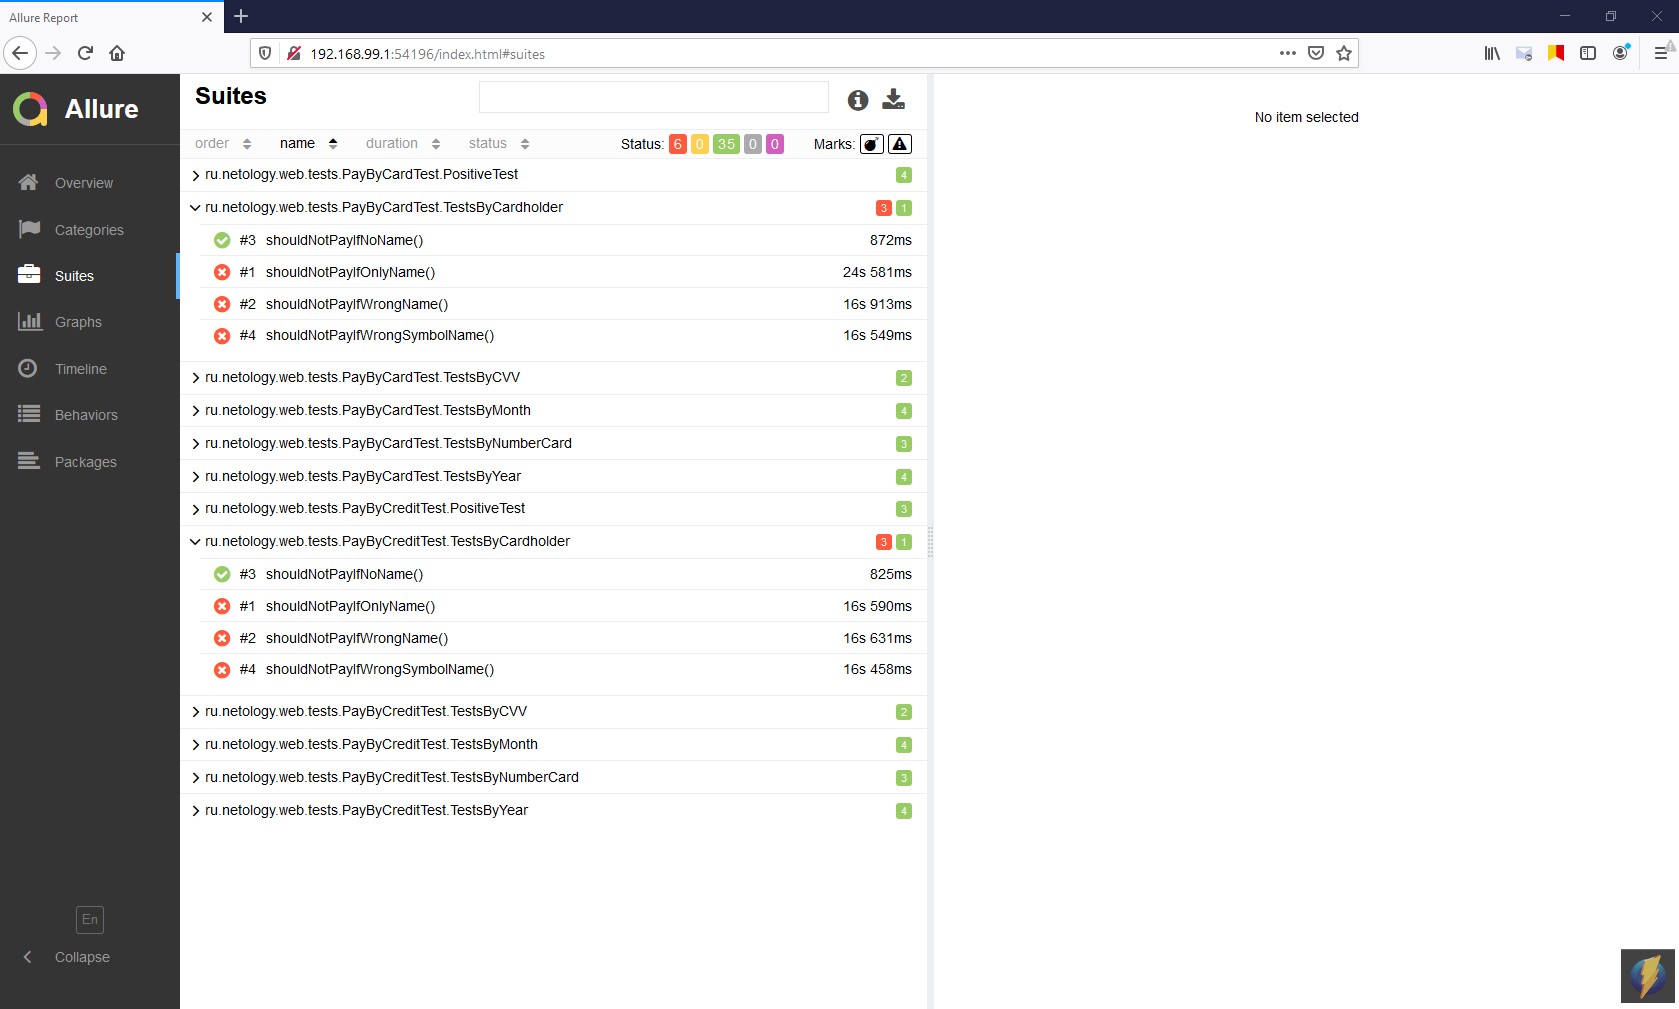 Allure Report
192.168.99.1:54196/index.html#suites
Allure
Overview
Categories
Suites
Graphs
Timeline
Behaviors
Packages
En
Collapse
Suites
order name duration status Status: 6 0 35 0 0 Marks:
ru.netology.web.tests.PayByCardTest.PositiveTest 4
ru.netology.web.tests.PayByCardTest.TestsByCardholder 3 1
#3 shouldNotPayIfNoName() 872ms
#1 shouldNotPayIfOnlyName() 24s 581ms
#2 shouldNotPayIfWrongName() 16s 913ms
#4 shouldNotPayIfWrongSymbolName() 16s 549ms
ru.netology.web.tests.PayByCardTest.TestsByCVV 2
ru.netology.web.tests.PayByCardTest.TestsByMonth 4
ru.netology.web.tests.PayByCardTest.TestsByNumberCard 3
ru.netology.web.tests.PayByCardTest.TestsByYear 4
ru.netology.web.tests.PayByCreditTest.PositiveTest 3
ru.netology.web.tests.PayByCreditTest.TestsByCardholder 3 1
#3 shouldNotPayIfNoName() 825ms
#1 shouldNotPayIfOnlyName() 16s 590ms
#2 shouldNotPayIfWrongName() 16s 631ms
#4 shouldNotPayIfWrongSymbolName() 16s 458ms
ru.netology.web.tests.PayByCreditTest.TestsByCVV 2
ru.netology.web.tests.PayByCreditTest.TestsByMonth 4
ru.netology.web.tests.PayByCreditTest.TestsByNumberCard 3
ru.netology.web.tests.PayByCreditTest.TestsByYear 4
No item selected